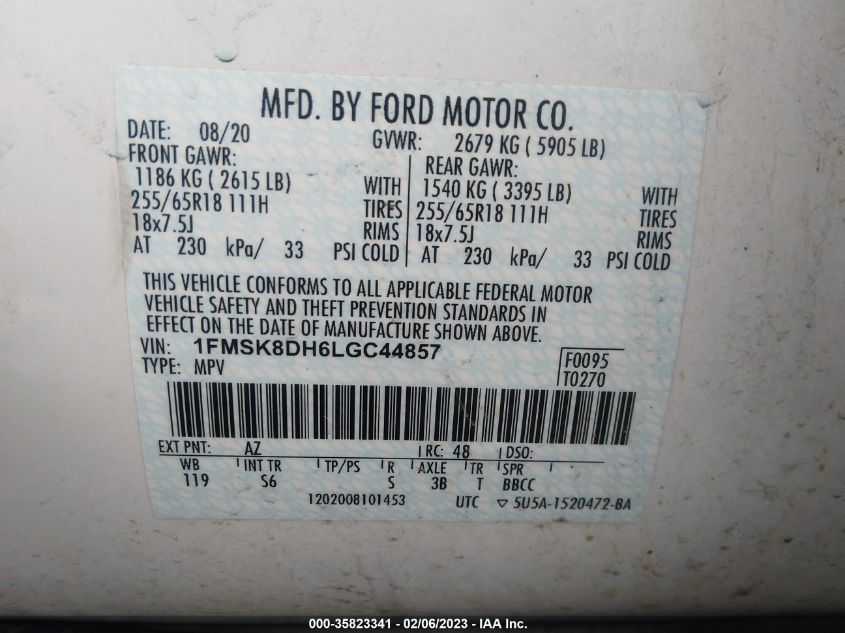 MFD. BY FORD MOTOR CO.
DATE: 08/20 GVWR: 2679 KG ( 5905 LB)
FRONT GAWR: REAR GAWR:
1186 KG ( 2615 LB) WITH 1540 KG ( 3395 LB) WITH
255/65R18 111H TIRES 255/65R18 111H TIRES
18x7.5J RIMS 18x7.5J RIMS
AT 230 kPa/ 33 PSI COLD AT 230 kPa/ 33 PSI COLD
THIS VEHICLE CONFORMS TO ALL APPLICABLE FEDERAL MOTOR
VEHICLE SAFETY AND THEFT PREVENTION STANDARDS IN
EFFECT ON THE DATE OF MANUFACTURE SHOWN ABOVE.
VIN: 1FMSK8DH6LGC44857 F0095
TYPE: MPV T0270
EXT PNT: AZ RC: 48 DSO:
WB INT TR TP/PS R AXLE TR SPR
119 S6 S 3B T BBCC
1202008101453 UTC ▽ 5U5A-1520472-BA
000-35823341 - 02/06/2023 - IAA Inc.